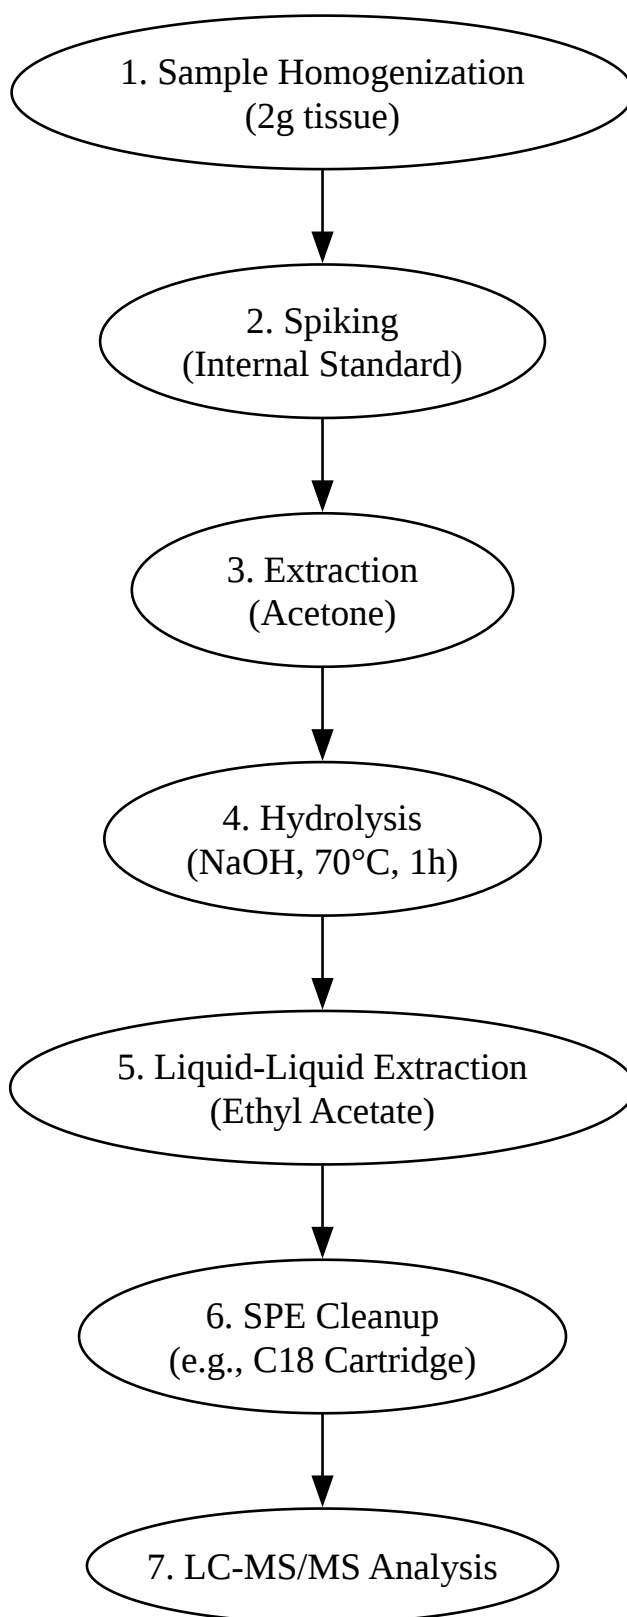 1. Sample Homogenization
(2g tissue)
2. Spiking
(Internal Standard)
3. Extraction
(Acetone)
4. Hydrolysis
(NaOH, 70°C, 1h)
5. Liquid-Liquid Extraction
(Ethyl Acetate)
6. SPE Cleanup
(e.g., C18 Cartridge)
7. LC-MS/MS Analysis